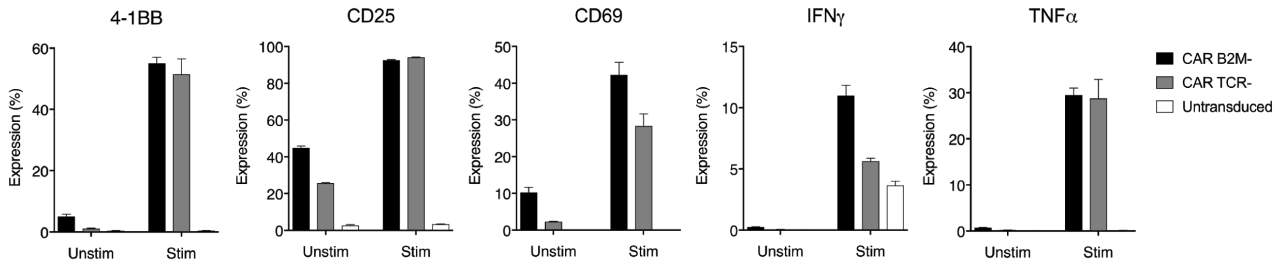 4-1BB
Expression (%)
60
40
20
0
Unstim Stim
CD25
Expression (%)
100
80
60
40
20
0
Unstim Stim
CD69
Expression (%)
50
40
30
20
10
0
Unstim Stim
IFNγ
Expression (%)
15
10
5
0
Unstim Stim
TNFα
Expression (%)
40
30
20
10
0
Unstim Stim
CAR B2M-
CAR TCR-
Untransduced